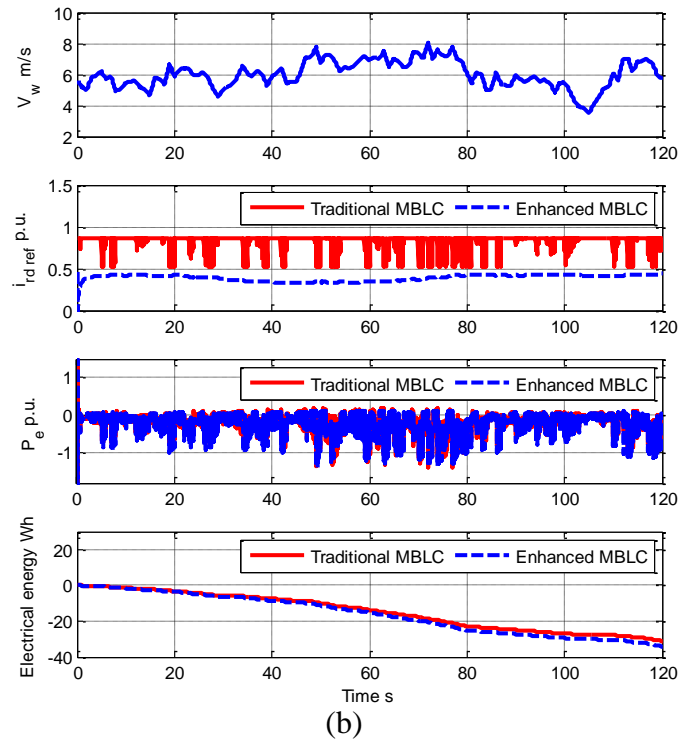 10
8
6
4
2
V_w m/s
0 20 40 60 80 100 120
1.5
1
0.5
0
i_rd ref p.u.
Traditional MBLC Enhanced MBLC
0 20 40 60 80 100 120
1
0
-1
P_e p.u.
Traditional MBLC Enhanced MBLC
0 20 40 60 80 100 120
20
0
-20
-40
Electrical energy Wh
Traditional MBLC Enhanced MBLC
0 20 40 60 80 100 120
Time s
(b)